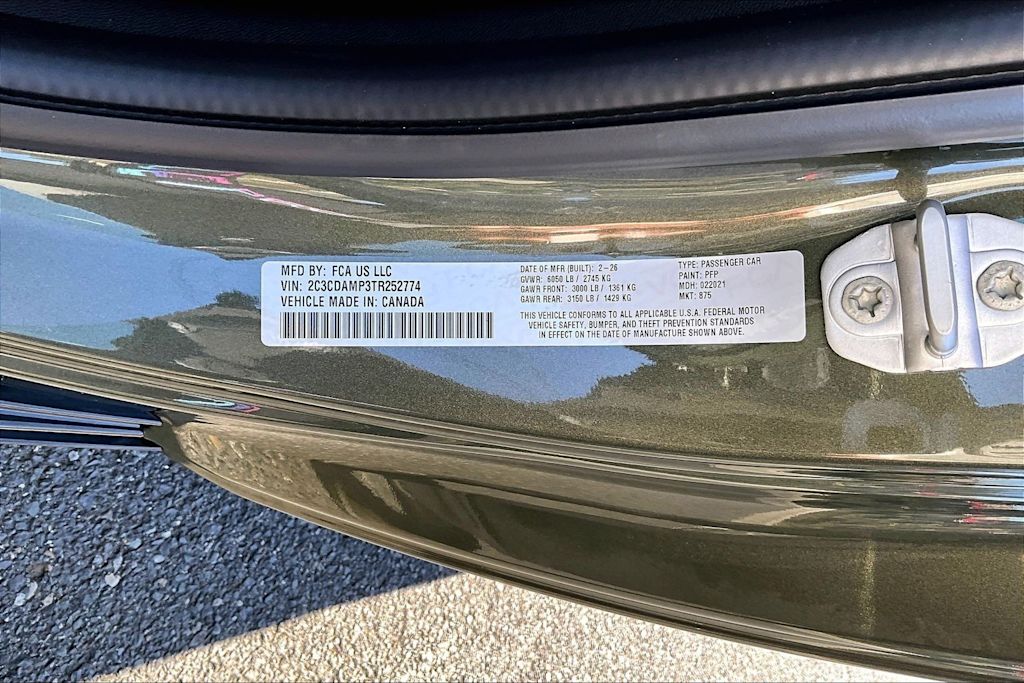 MFD BY: FCA US LLC
VIN: 2C3CDAMP3TR252774
VEHICLE MADE IN: CANADA
DATE OF MFR (BUILT): 2-26
GVWR: 6050 LB / 2745 KG
GAWR FRONT: 3000 LB / 1361 KG
GAWR REAR: 3150 LB / 1429 KG
TYPE: PASSENGER CAR
PAINT: PFP
MDH: 022021
MKT: 875
THIS VEHICLE CONFORMS TO ALL APPLICABLE U.S.A. FEDERAL MOTOR
VEHICLE SAFETY, BUMPER, AND THEFT PREVENTION STANDARDS
IN EFFECT ON THE DATE OF MANUFACTURE SHOWN ABOVE.